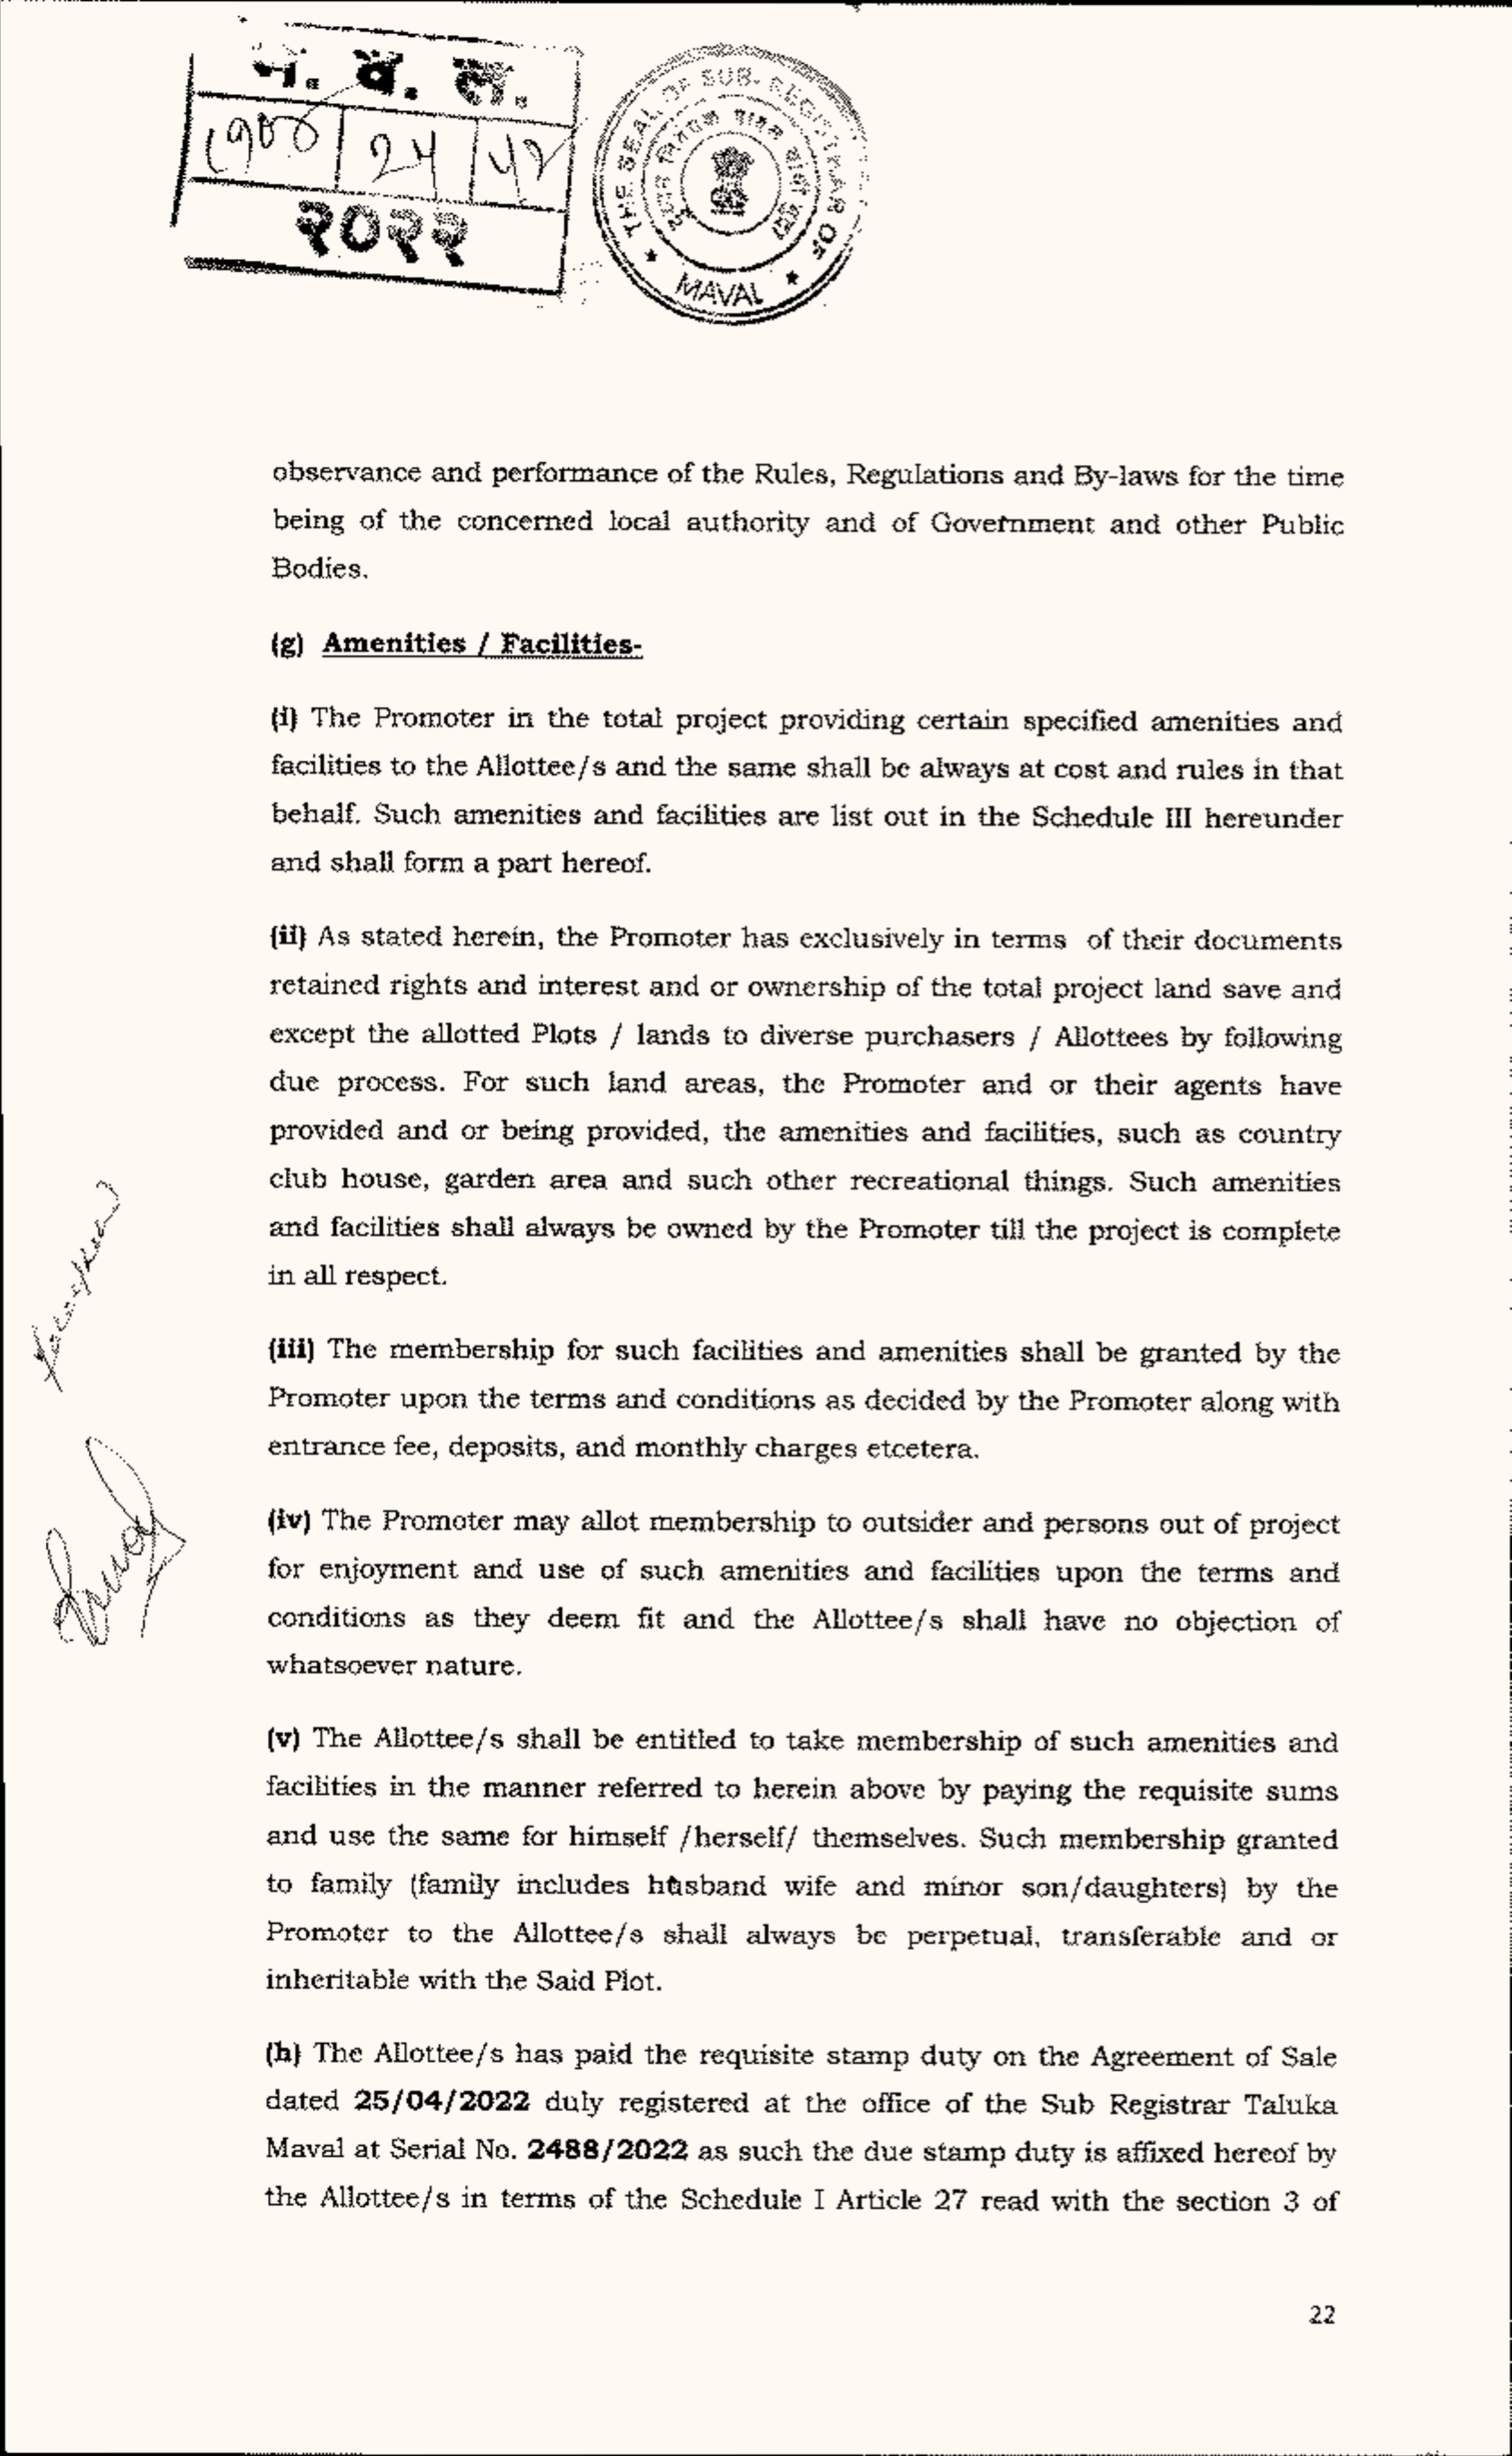 म. व. ल.
२०२२
THE SEAL OF SUB-REGISTRAR OF
MAVAL
observance and performance of the Rules, Regulations and By-laws for the time
being of the concerned local authority and of Government and other Public
Bodies.
(g) Amenities / Facilities-
(i) The Promoter in the total project providing certain specified amenities and
facilities to the Allottee/s and the same shall be always at cost and rules in that
behalf. Such amenities and facilities are list out in the Schedule III hereunder
and shall form a part hereof.
(ii) As stated herein, the Promoter has exclusively in terms of their documents
retained rights and interest and or ownership of the total project land save and
except the allotted Plots / lands to diverse purchasers / Allottees by following
due process. For such land areas, the Promoter and or their agents have
provided and or being provided, the amenities and facilities, such as country
club house, garden area and such other recreational things. Such amenities
and facilities shall always be owned by the Promoter till the project is complete
in all respect.
(iii) The membership for such facilities and amenities shall be granted by the
Promoter upon the terms and conditions as decided by the Promoter along with
entrance fee, deposits, and monthly charges etcetera.
(iv) The Promoter may allot membership to outsider and persons out of project
for enjoyment and use of such amenities and facilities upon the terms and
conditions as they deem fit and the Allottee/s shall have no objection of
whatsoever nature.
(v) The Allottee/s shall be entitled to take membership of such amenities and
facilities in the manner referred to herein above by paying the requisite sums
and use the same for himself /herself/ themselves. Such membership granted
to family (family includes husband wife and minor son/daughters) by the
Promoter to the Allottee/s shall always be perpetual, transferable and or
inheritable with the Said Plot.
(h) The Allottee/s has paid the requisite stamp duty on the Agreement of Sale
dated 25/04/2022 duly registered at the office of the Sub Registrar Taluka
Maval at Serial No. 2488/2022 as such the due stamp duty is affixed hereof by
the Allottee/s in terms of the Schedule I Article 27 read with the section 3 of
22